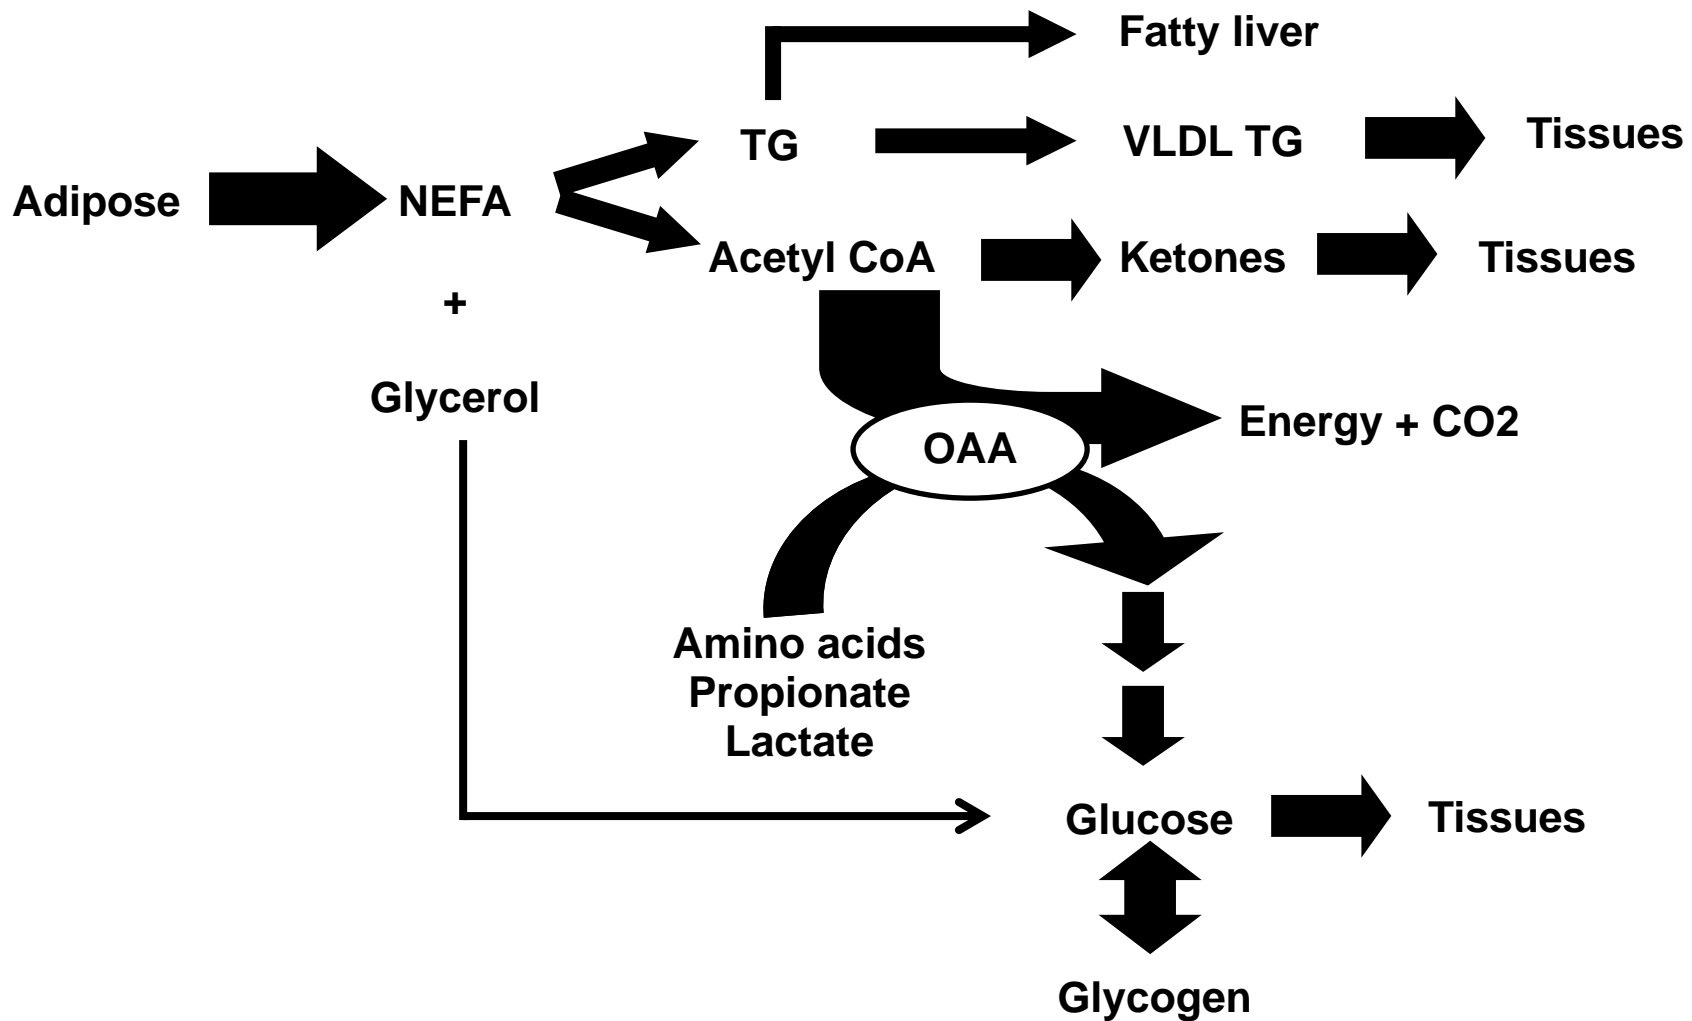 Fatty liver
TG
VLDL TG
Tissues
Adipose
NEFA
Acetyl CoA
Ketones
Tissues
+
Glycerol
Energy + CO2
OAA
Amino acids
Propionate
Lactate
Glucose
Tissues
Glycogen